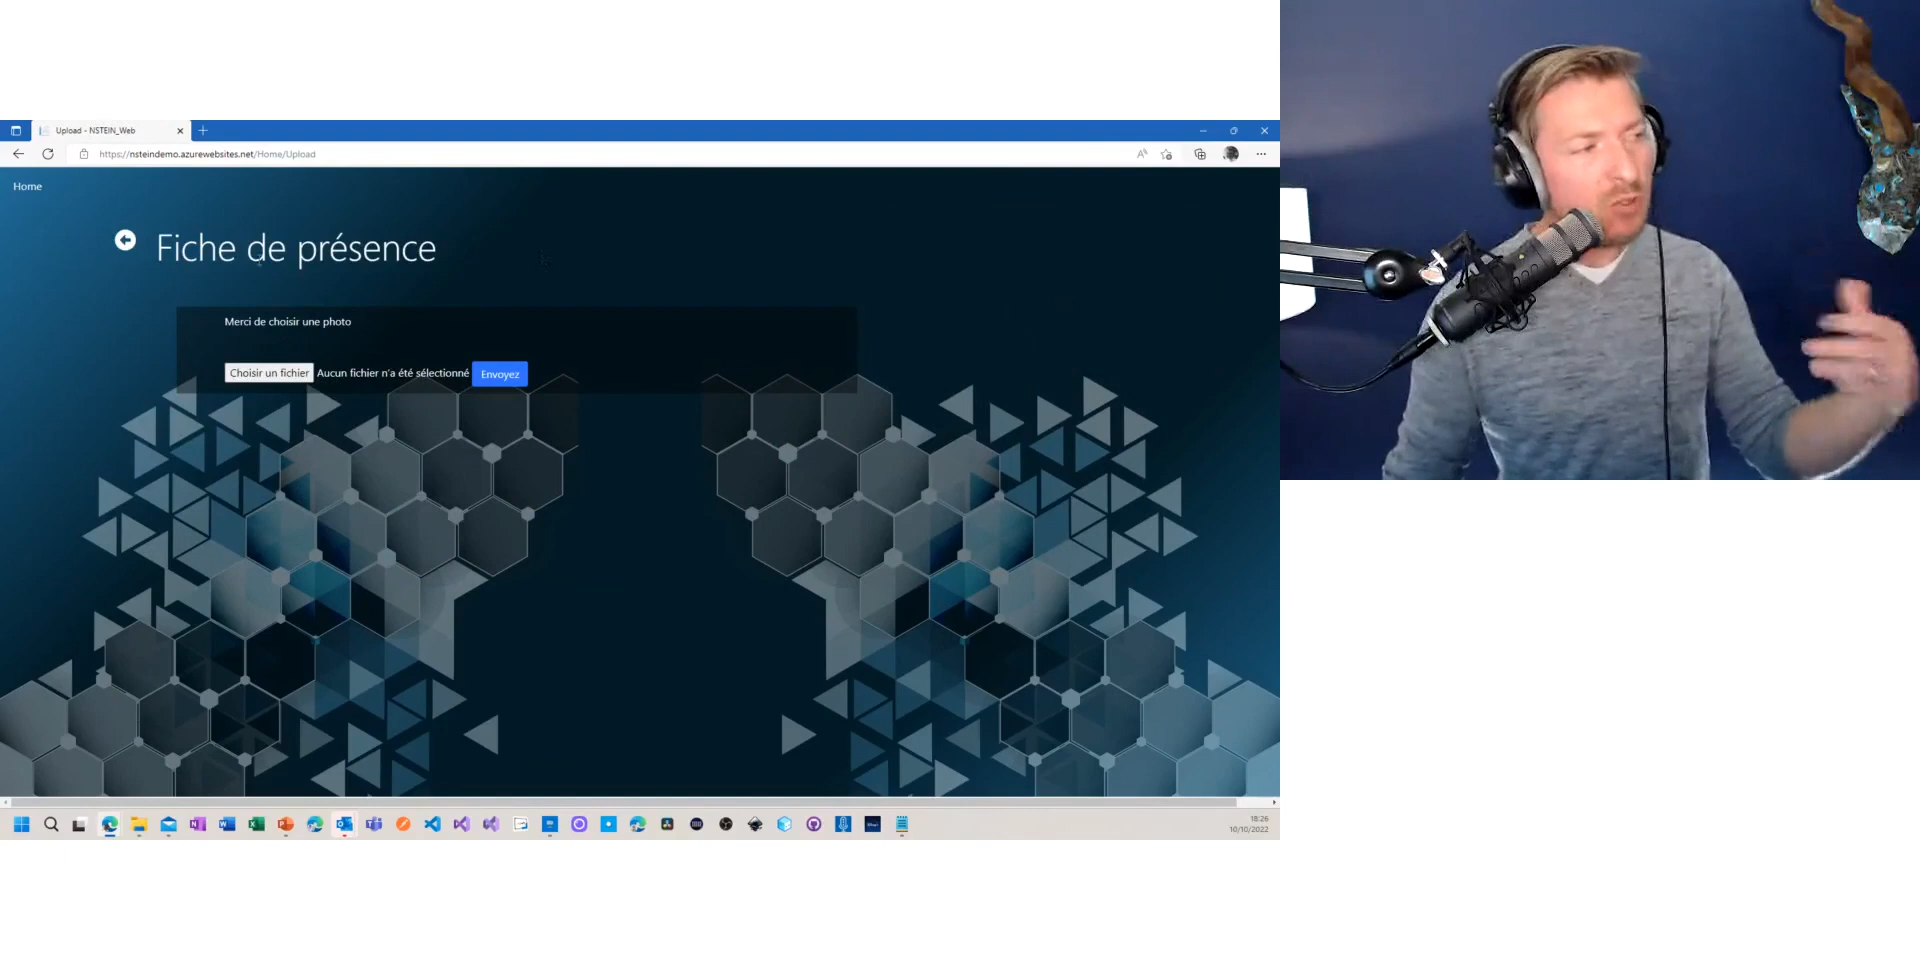 Upload - NSTEIN_Web
https://nsteindemo.azurewebsites.net/Home/Upload
Home
Fiche de présence
Merci de choisir une photo
Choisir un fichier Aucun fichier n'a été sélectionné Envoyez
18:26
10/10/2022